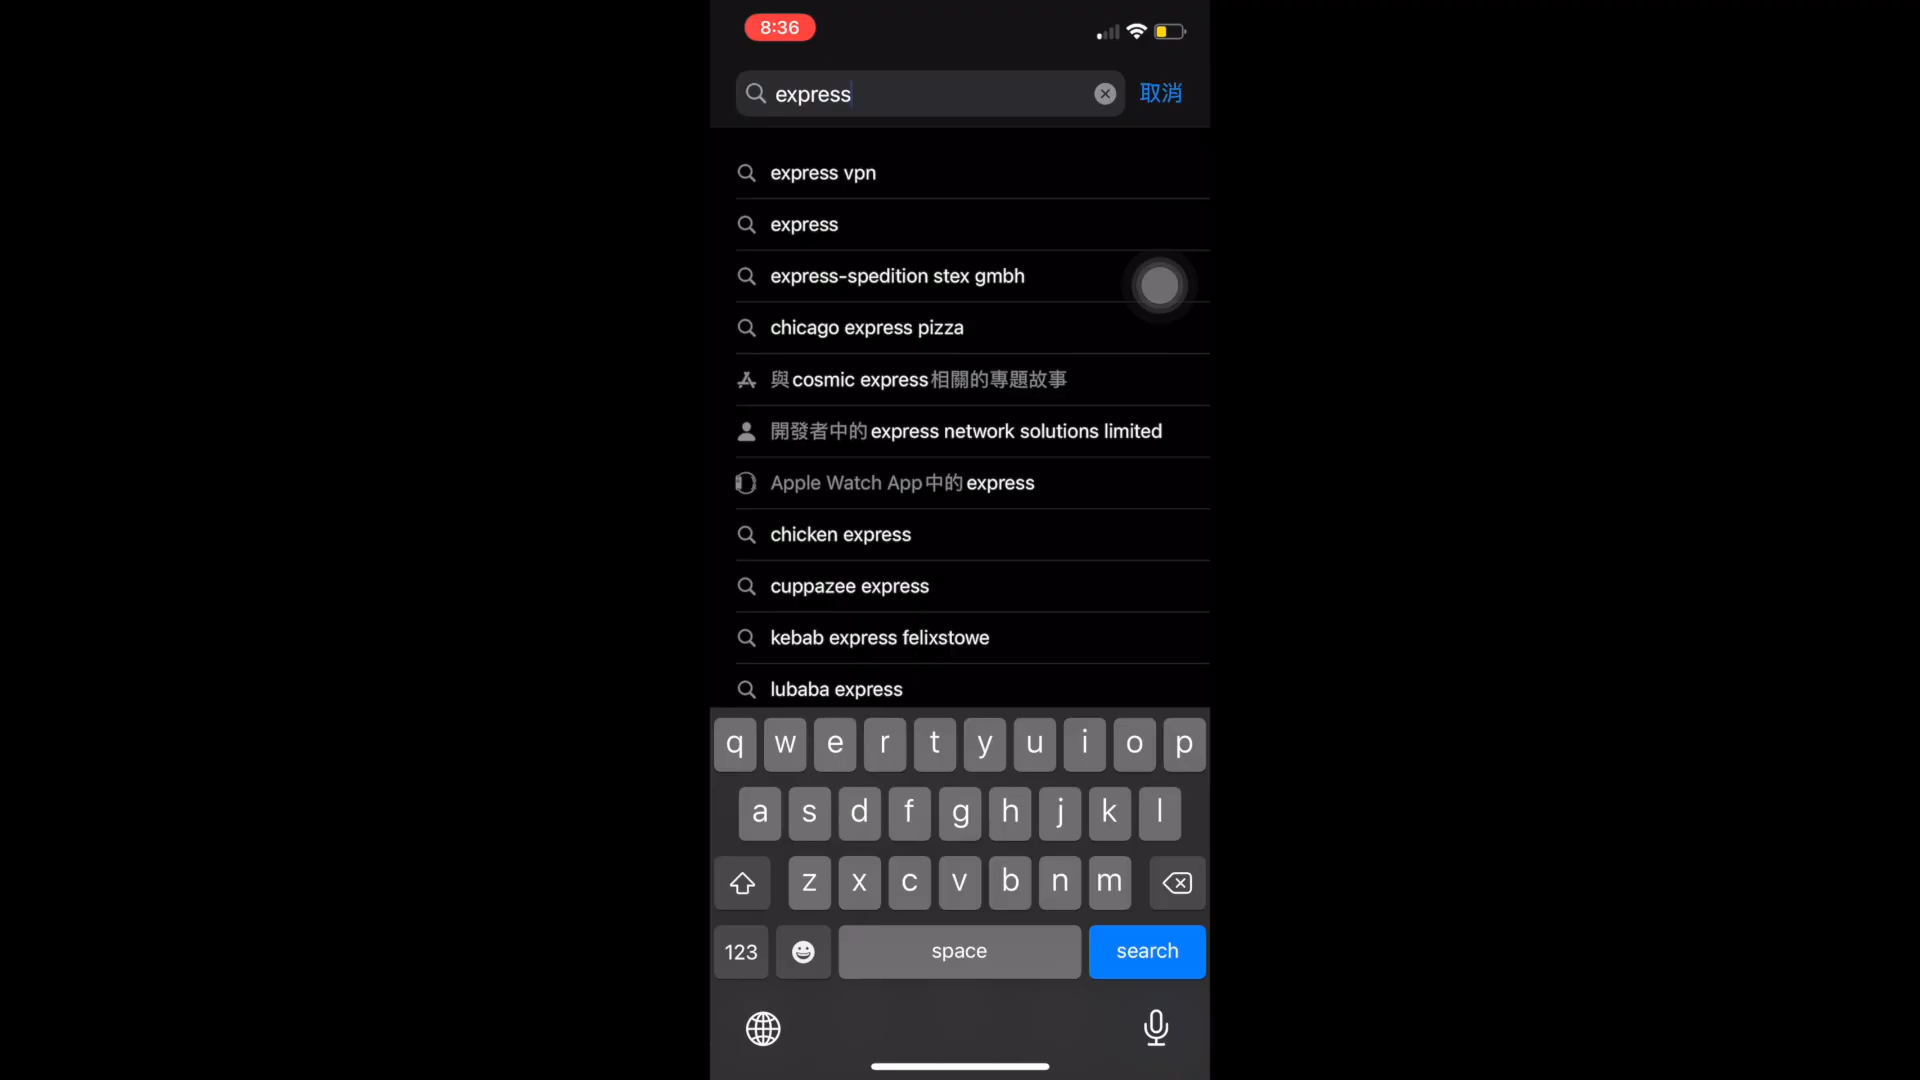 8:36
express
取消
express vpn
express
express-spedition stex gmbh
chicago express pizza
與cosmic express相關的專題故事
開發者中的express network solutions limited
Apple Watch App中的express
chicken express
cuppazee express
kebab express felixstowe
lubaba express
q w e r t y u i o p
a s d f g h j k l
z x c v b n m
123 space search